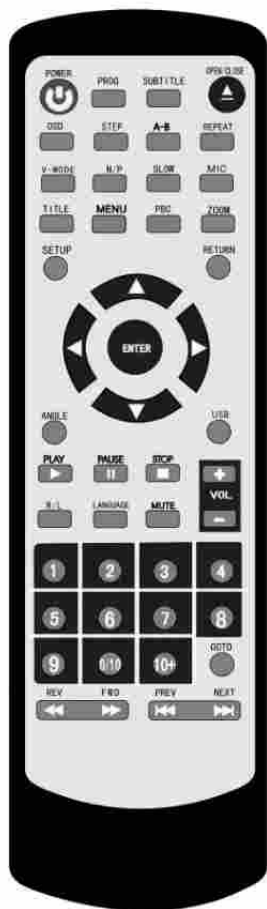 POWER PROG SUBTITLE OPEN/CLOSE
OSD STEP A-B REPEAT
V-MODE N/P SLOW MIC
TITLE MENU PBC ZOOM
SETUP RETURN
ENTER
ANGLE USB
PLAY PAUSE STOP
+
VOL.
R/L LANGUAGE MUTE
-
1 2 3 4
5 6 7 8
9 0/10 10+
GOTO
REV FWD PREV NEXT